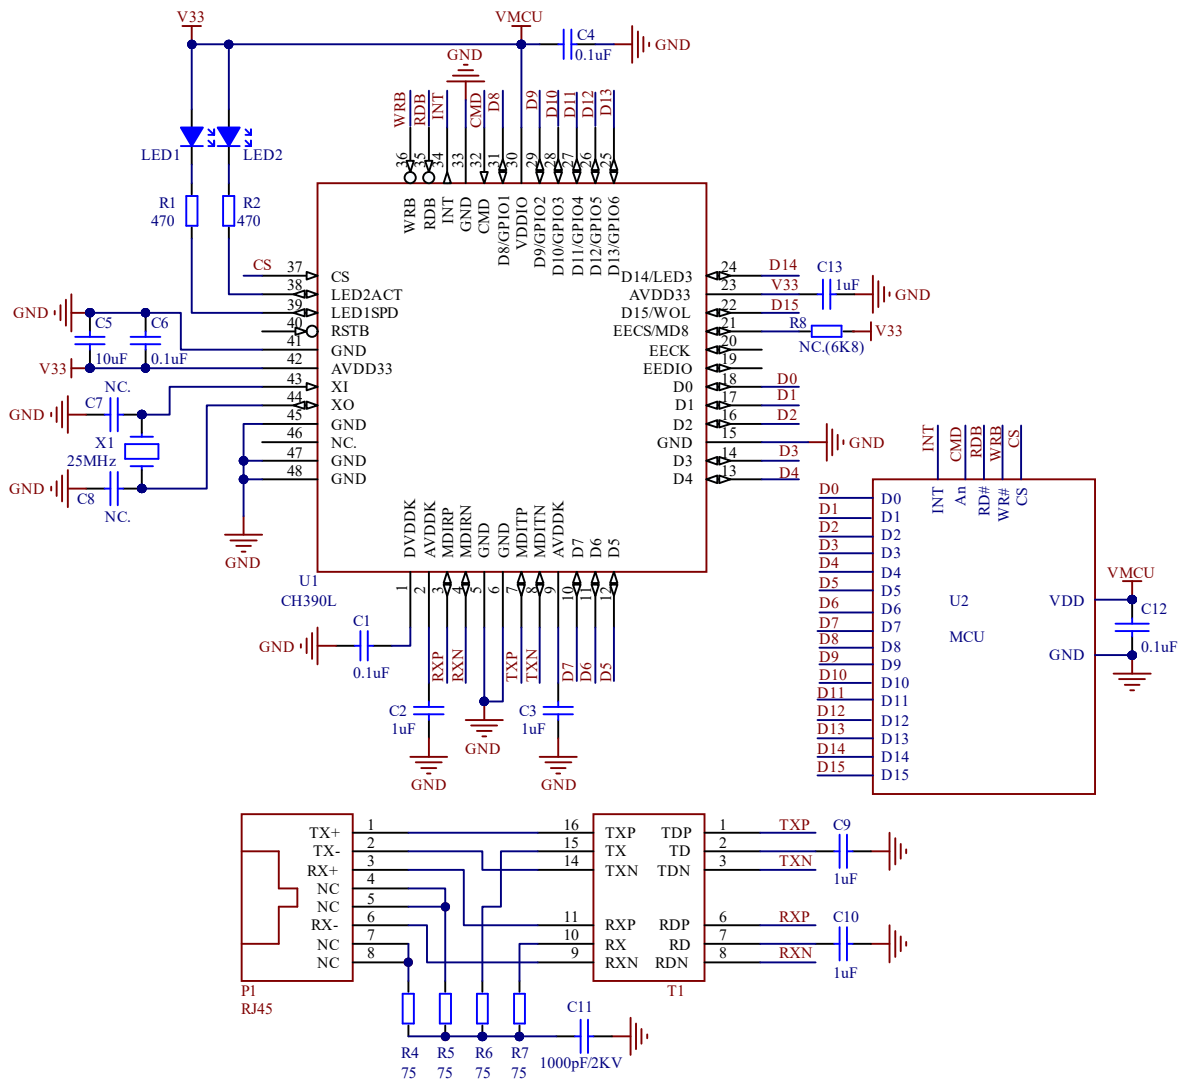 V33
VMCU
C4
0.1uF
GND
GND
WRB
RDB
INT
CMD
D8
D9
D10
D11
D12
D13
LED1
LED2
36
35
34
33
32
31
30
29
28
27
26
25
R1
470
R2
470
WRB
RDB
INT
GND
CMD
D8/GPIO1
VDDIO
D9/GPIO2
D10/GPIO3
D11/GPIO4
D12/GPIO5
D13/GPIO6
CS
37
CS
38
LED2ACT
39
LED1SPD
40
RSTB
41
GND
42
AVDD33
43
XI
44
XO
45
GND
46
NC.
47
GND
48
GND
GND
C5
10uF
C6
0.1uF
V33
NC.
GND
C7
X1
25MHz
GND
C8
NC.
GND
D14/LED3
24
D14
AVDD33
23
V33
D15/WOL
22
D15
EECS/MD8
21
EECK
20
EEDIO
19
D0
18
D0
D1
17
D1
D2
16
D2
GND
15
GND
D3
14
D3
D4
13
D4
C13
1uF
GND
R8
NC.(6K8)
V33
DVDDK
AVDDK
MDIRP
MDIRN
GND
GND
MDITP
MDITN
AVDDK
D7
D6
D5
U1
CH390L
1
2
3
4
5
6
7
8
9
10
11
12
GND
C1
0.1uF
RXP
RXN
TXP
TXN
D7
D6
D5
C2
1uF
GND
GND
C3
1uF
GND
INT
CMD
RDB
WRB
CS
INT
An
RD#
WR#
CS
D0
D0
D1
D1
D2
D2
D3
D3
D4
D4
D5
D5
D6
D6
D7
D7
D8
D8
D9
D9
D10
D10
D11
D11
D12
D12
D13
D13
D14
D14
D15
D15
U2
MCU
VDD
GND
VMCU
C12
0.1uF
TX+
1
TX-
2
RX+
3
NC
4
NC
5
RX-
6
NC
7
NC
8
P1
RJ45
16
TXP
15
TX
14
TXN
11
RXP
10
RX
9
RXN
TDP
1
TXP
TD
2
TDN
3
TXN
RDP
6
RXP
RD
7
RDN
8
RXN
T1
C9
1uF
C10
1uF
R4
75
R5
75
R6
75
R7
75
C11
1000pF/2KV